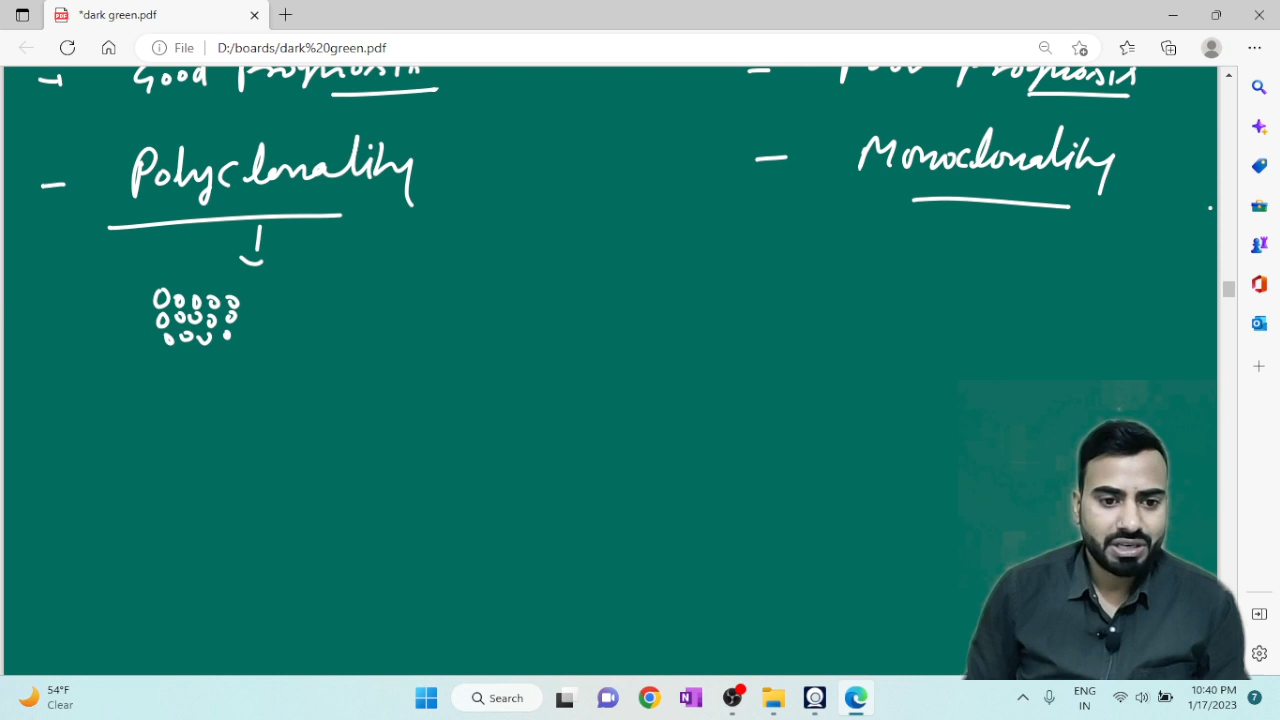 *dark green.pdf
File D:/boards/dark%20green.pdf
- Good Prognosis
- Poor Prognosis
- Polyclonality
- Monoclonality
54°F
Clear
Search
ENG
IN
10:40 PM
1/17/2023
7